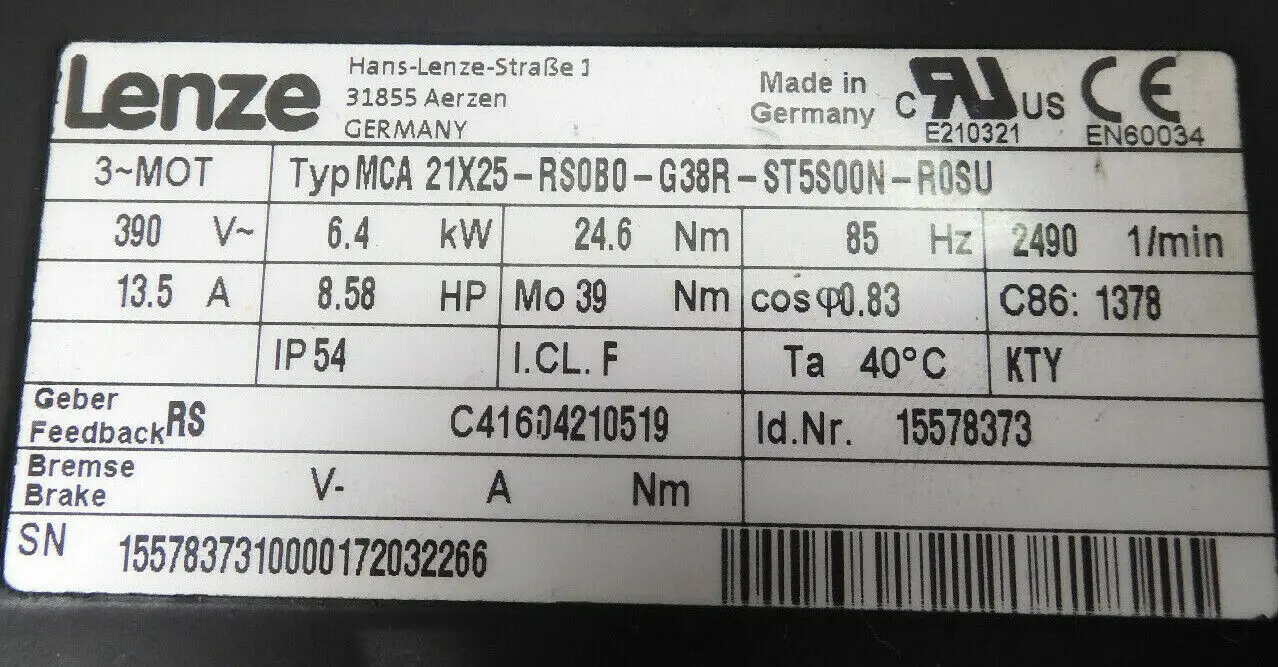 Lenze
Hans-Lenze-Straße 1
31855 Aerzen
GERMANY
Made in
Germany
c RU US
E210321
CE
EN60034
3~MOT Typ MCA 21X25-RS0B0-G38R-ST5S00N-R0SU
390 V~ 6.4 kW 24.6 Nm 85 Hz 2490 1/min
13.5 A 8.58 HP Mo 39 Nm cos φ0.83 C86: 1378
IP 54 I.CL. F Ta 40°C KTY
Geber
Feedback RS C41604210519 Id.Nr. 15578373
Bremse
Brake V- A Nm
SN 1557837310000172032266